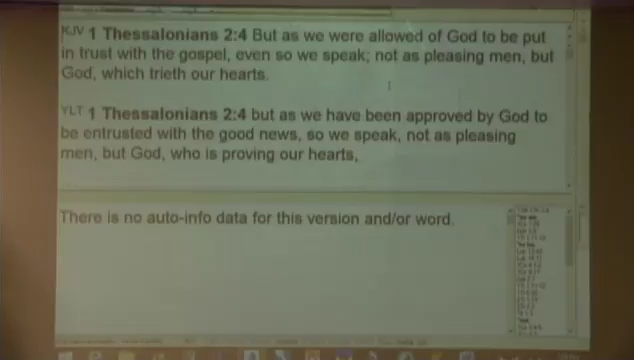 KJV 1 Thessalonians 2:4 But as we were allowed of God to be put
in trust with the gospel, even so we speak; not as pleasing men, but
God, which trieth our hearts.
YLT 1 Thessalonians 2:4 but as we have been approved by God to
be entrusted with the good news, so we speak, not as pleasing
men, but God, who is proving our hearts,
There is no auto-info data for this version and/or word.